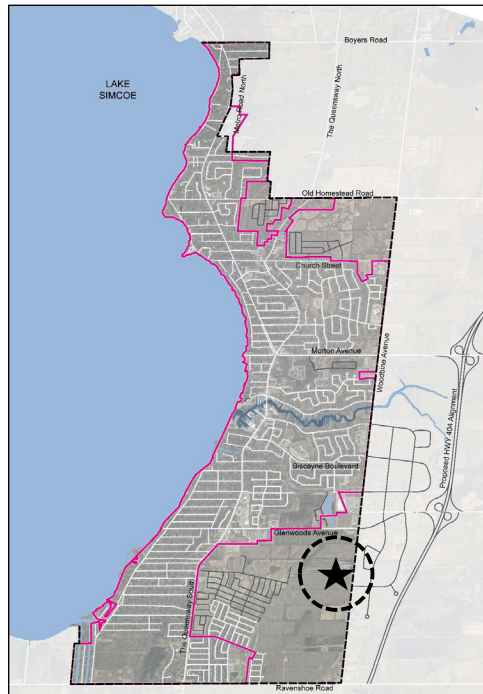 Boyers Road
LAKE
SIMCOE
Metro Road North
The Queensway North
Old Homestead Road
Church Street
Morton Avenue
Woodbine Avenue
Proposed HWY 404 Alignment
Biscayne Boulevard
Glenwoods Avenue
The Queensway South
Ravenshoe Road